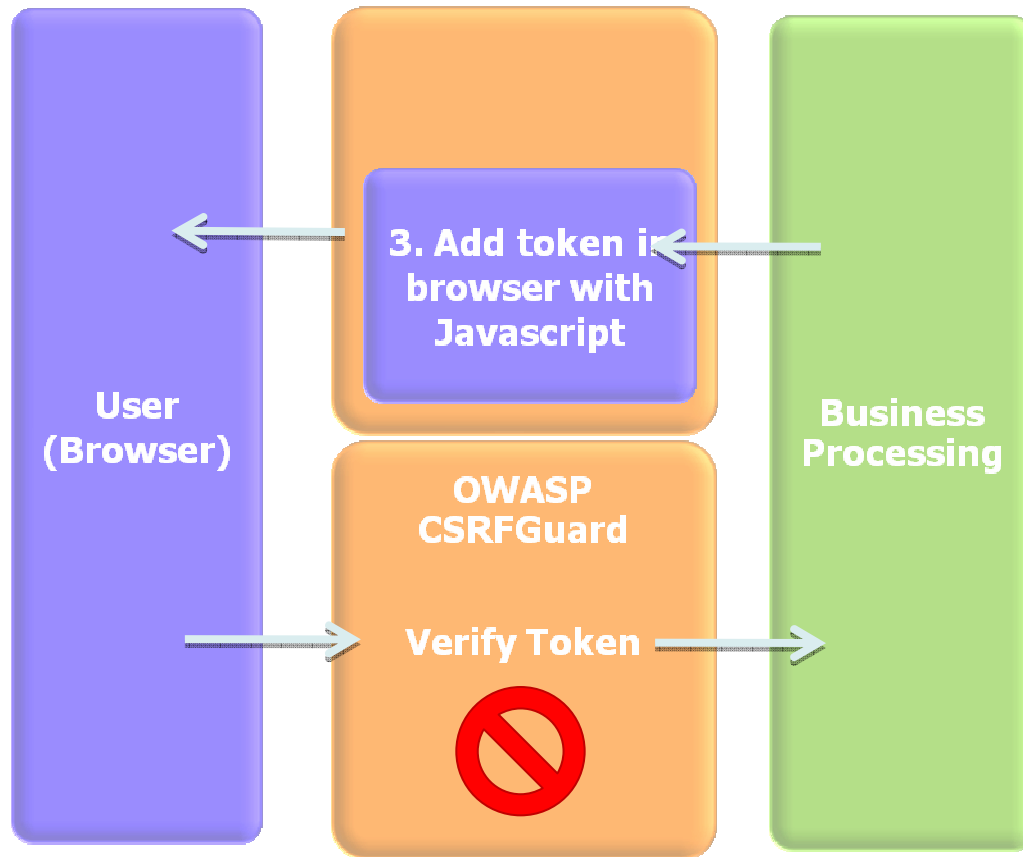 3. Add token in
browser with
Javascript
User
(Browser)
Business
Processing
OWASP
CSRFGuard
Verify Token